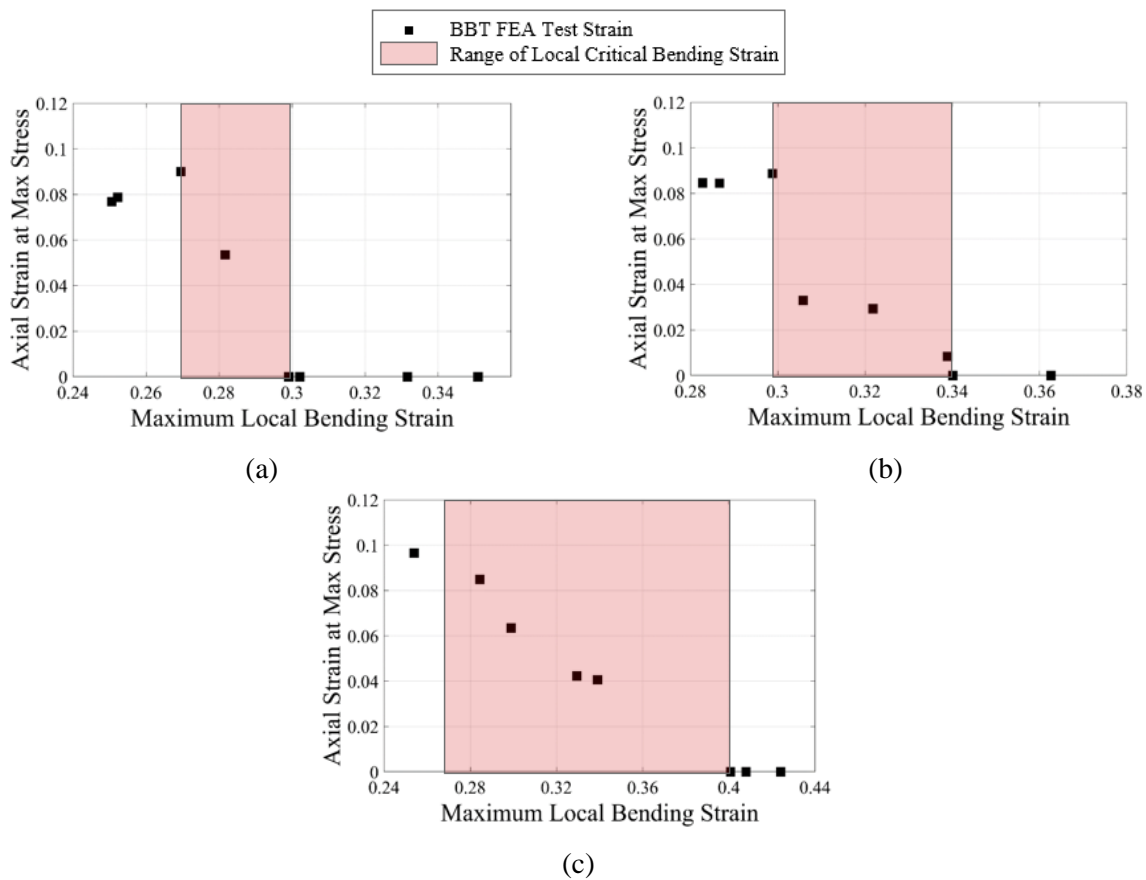 BBT FEA Test Strain
Range of Local Critical Bending Strain
0.12
0.1
0.08
0.06
0.04
0.02
0
Axial Strain at Max Stress
0.24 0.26 0.28 0.3 0.32 0.34
Maximum Local Bending Strain
(a)
0.12
0.1
0.08
0.06
0.04
0.02
0
Axial Strain at Max Stress
0.28 0.3 0.32 0.34 0.36 0.38
Maximum Local Bending Strain
(b)
0.12
0.1
0.08
0.06
0.04
0.02
0
Axial Strain at Max Stress
0.24 0.28 0.32 0.36 0.4 0.44
Maximum Local Bending Strain
(c)